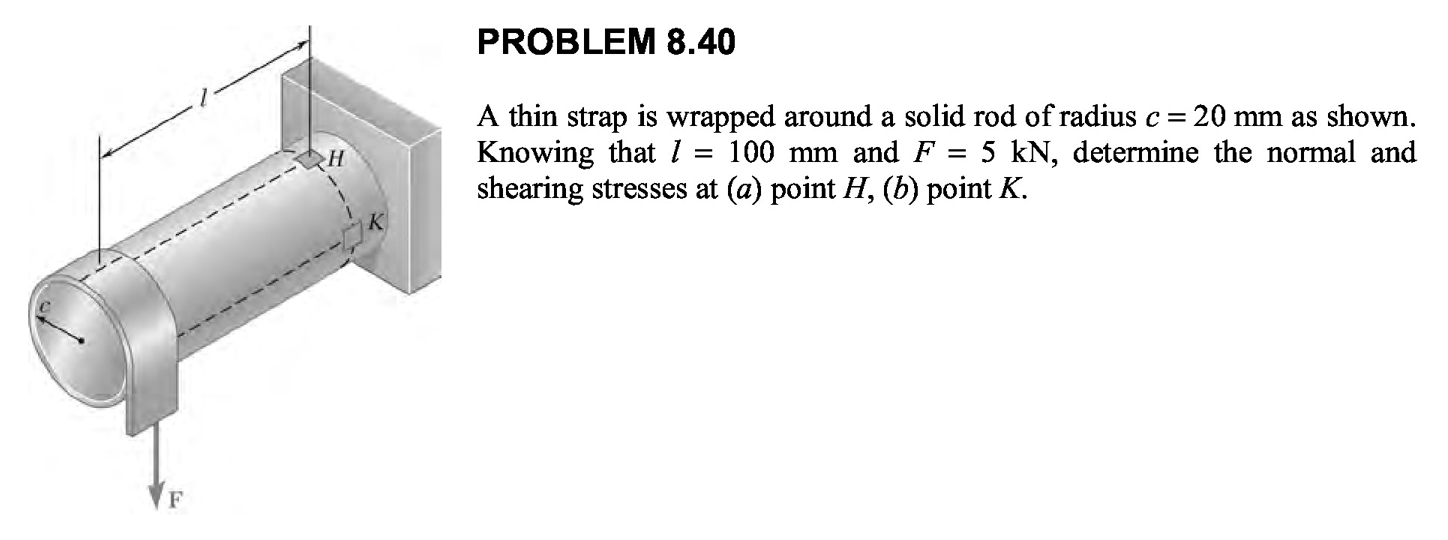 PROBLEM 8.40
A thin strap is wrapped around a solid rod of radius c = 20 mm as shown.
Knowing that l = 100 mm and F = 5 kN, determine the normal and
shearing stresses at (a) point H, (b) point K.
l
H
K
c
F